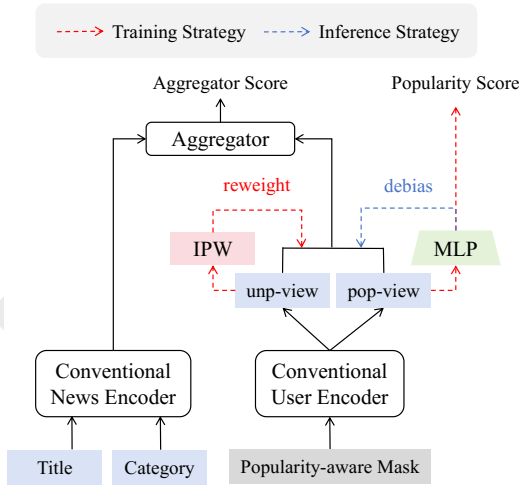 Training Strategy
Inference Strategy
Aggregator Score
Popularity Score
Aggregator
reweight
debias
IPW
MLP
unp-view
pop-view
Conventional
News Encoder
Conventional
User Encoder
Title
Category
Popularity-aware Mask